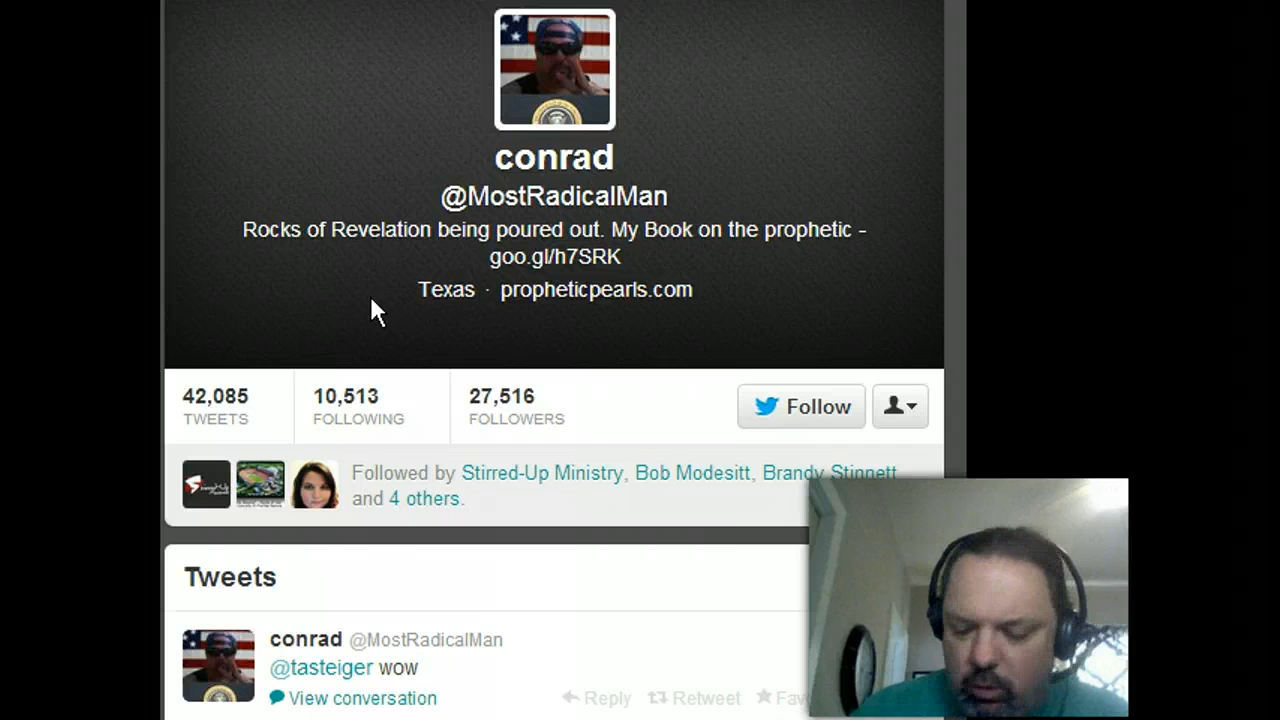 conrad
@MostRadicalMan
Rocks of Revelation being poured out. My Book on the prophetic -
goo.gl/h7SRK
Texas · propheticpearls.com
42,085 10,513 27,516
TWEETS FOLLOWING FOLLOWERS
Follow
Followed by Stirred-Up Ministry, Bob Modesitt, Brandy Stinnett
and 4 others.
Tweets
conrad @MostRadicalMan
@tasteiger wow
View conversation Reply Retweet